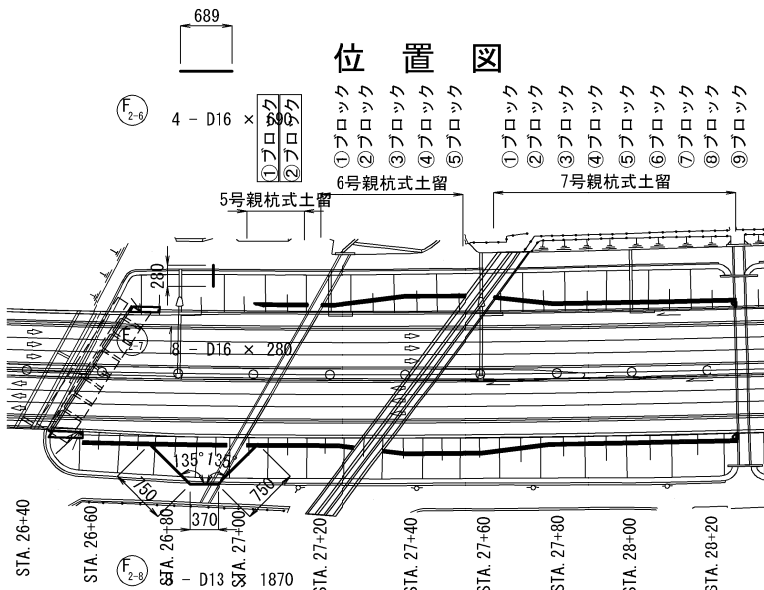 689
位置図
F2-6 4 - D16 × 690
①ブロック
②ブロック
①ブロック
②ブロック
③ブロック
④ブロック
⑤ブロック
①ブロック
②ブロック
③ブロック
④ブロック
⑤ブロック
⑥ブロック
⑦ブロック
⑧ブロック
⑨ブロック
5号親杭式土留
6号親杭式土留
7号親杭式土留
280
F2-7 8 - D16 × 280
135° 135°
750
750
370
STA. 26+40
STA. 26+60
STA. 26+80
STA. 27+00
STA. 27+20
STA. 27+40
STA. 27+60
STA. 27+80
STA. 28+00
STA. 28+20
F2-8 - D13 × 1870